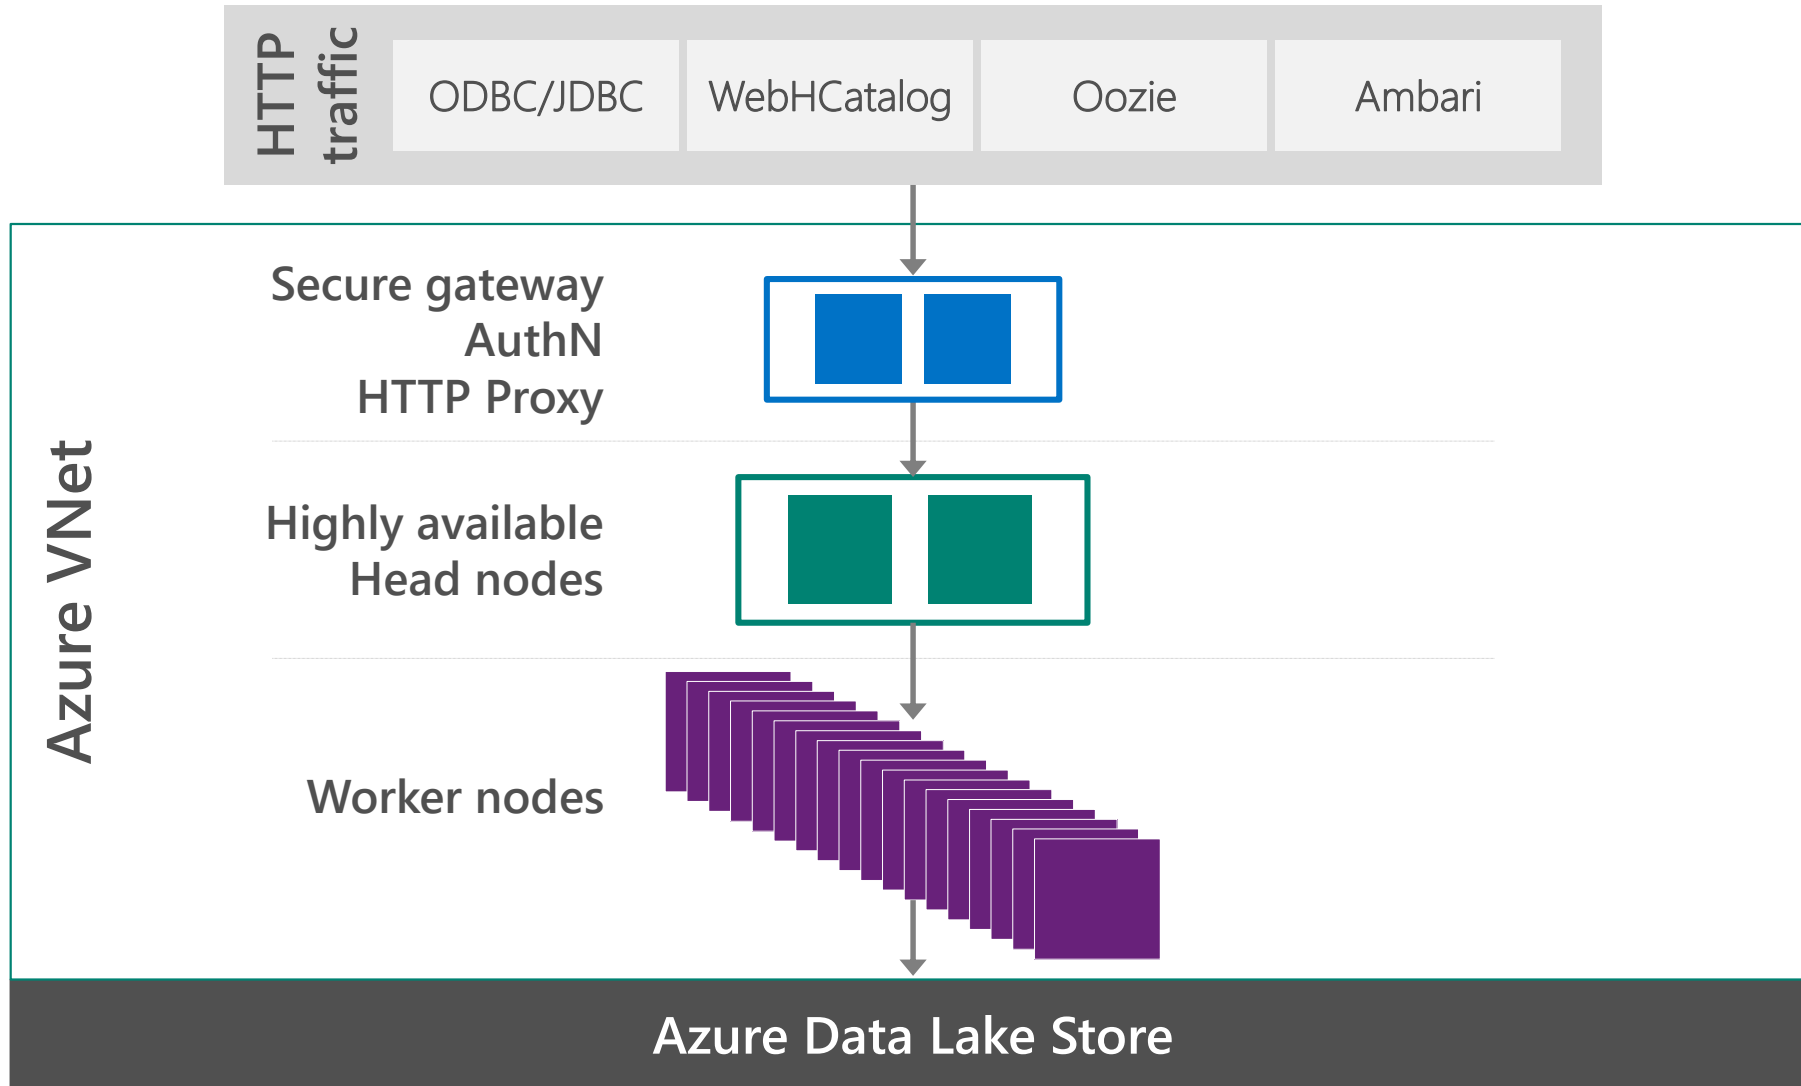 HTTP
traffic
ODBC/JDBC
WebHCatalog
Oozie
Ambari
Azure VNet
Secure gateway
AuthN
HTTP Proxy
Highly available
Head nodes
Worker nodes
Azure Data Lake Store